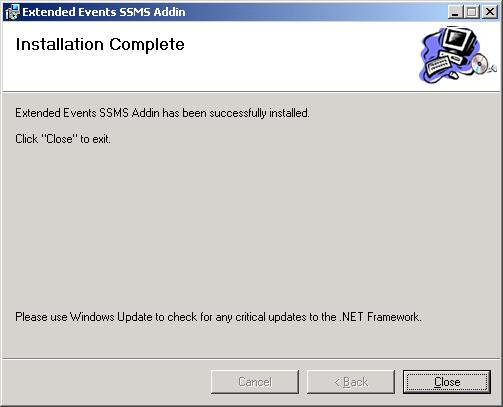 Extended Events SSMS Addin
Installation Complete
Extended Events SSMS Addin has been successfully installed.
Click "Close" to exit.
Please use Windows Update to check for any critical updates to the .NET Framework.
Cancel
< Back
Close